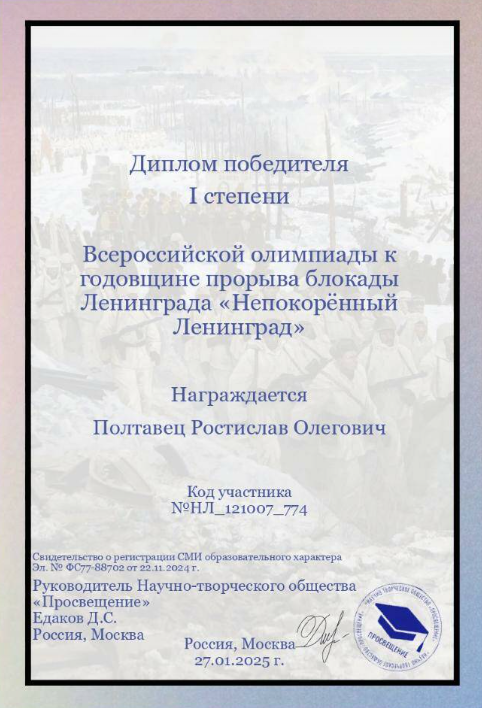 Диплом победителя
I степени
Всероссийской олимпиады к
годовщине прорыва блокады
Ленинграда «Непокорённый
Ленинград»
Награждается
Полтавец Ростислав Олегович
Код участника
№НЛ_121007_774
Свидетельство о регистрации СМИ образовательного характера
Эл. № ФС77-88702 от 22.11.2024 г.
Руководитель Научно-творческого общества
«Просвещение»
Едаков Д.С.
Россия, Москва
Россия, Москва
27.01.2025 г.
ПРОСВЕЩЕНИЕ